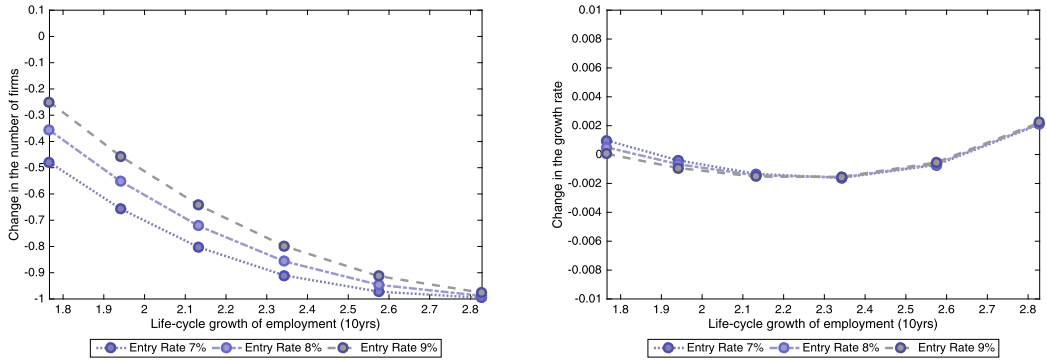 0.1
0
-0.1
-0.2
-0.3
-0.4
-0.5
-0.6
-0.7
-0.8
-0.9
-1
Change in the number of firms
1.8 1.9 2 2.1 2.2 2.3 2.4 2.5 2.6 2.7 2.8
Life-cycle growth of employment (10yrs)
Entry Rate 7% Entry Rate 8% Entry Rate 9%
0.01
0.008
0.006
0.004
0.002
0
-0.002
-0.004
-0.006
-0.008
-0.01
Change in the growth rate
1.8 1.9 2 2.1 2.2 2.3 2.4 2.5 2.6 2.7 2.8
Life-cycle growth of employment (10yrs)
Entry Rate 7% Entry Rate 8% Entry Rate 9%